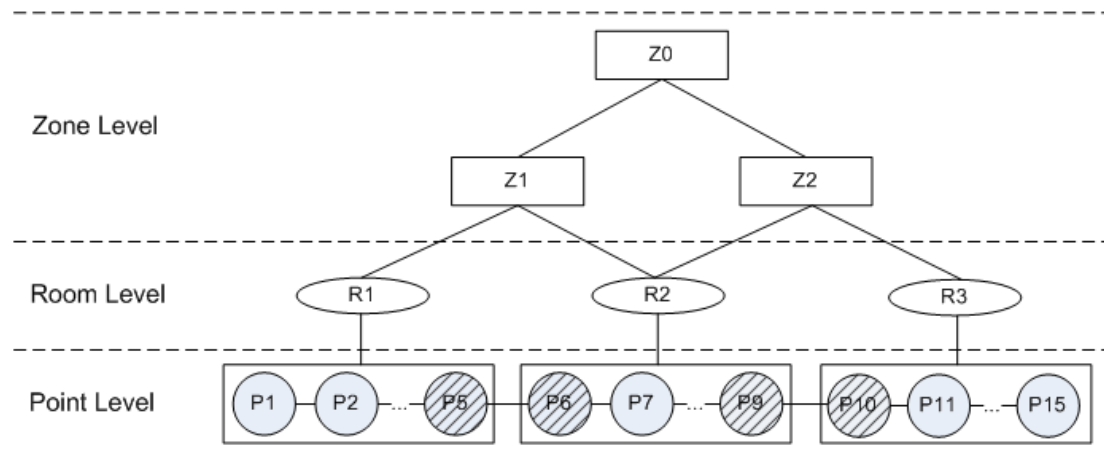 Z0
Zone Level
Z1 Z2
Room Level R1 R2 R3
Point Level P1 P2 ... P5 P6 P7 ... P9 P10 P11 ... P15